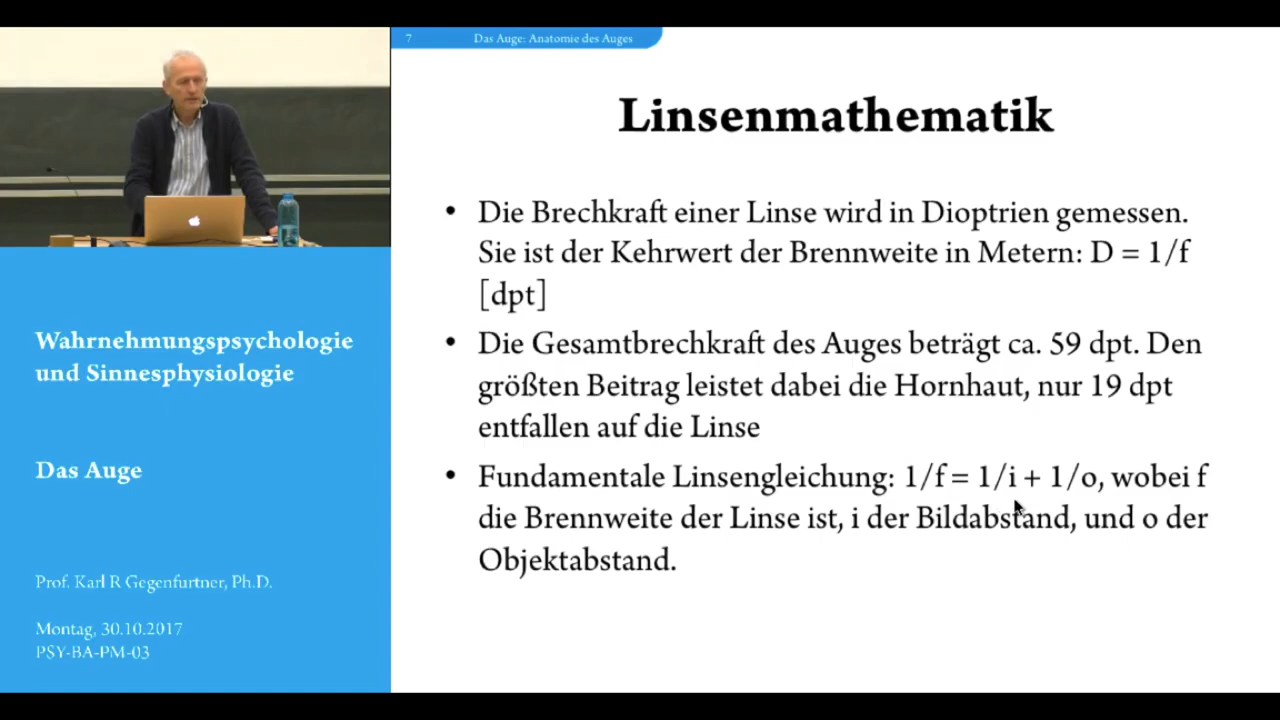 7 Das Auge: Anatomie des Auges
Linsenmathematik
• Die Brechkraft einer Linse wird in Dioptrien gemessen.
Sie ist der Kehrwert der Brennweite in Metern: D = 1/f
[dpt]
• Die Gesamtbrechkraft des Auges beträgt ca. 59 dpt. Den
größten Beitrag leistet dabei die Hornhaut, nur 19 dpt
entfallen auf die Linse
• Fundamentale Linsengleichung: 1/f = 1/i + 1/o, wobei f
die Brennweite der Linse ist, i der Bildabstand, und o der
Objektabstand.
Wahrnehmungspsychologie
und Sinnesphysiologie
Das Auge
Prof. Karl R Gegenfurtner, Ph.D.
Montag, 30.10.2017
PSY-BA-PM-03